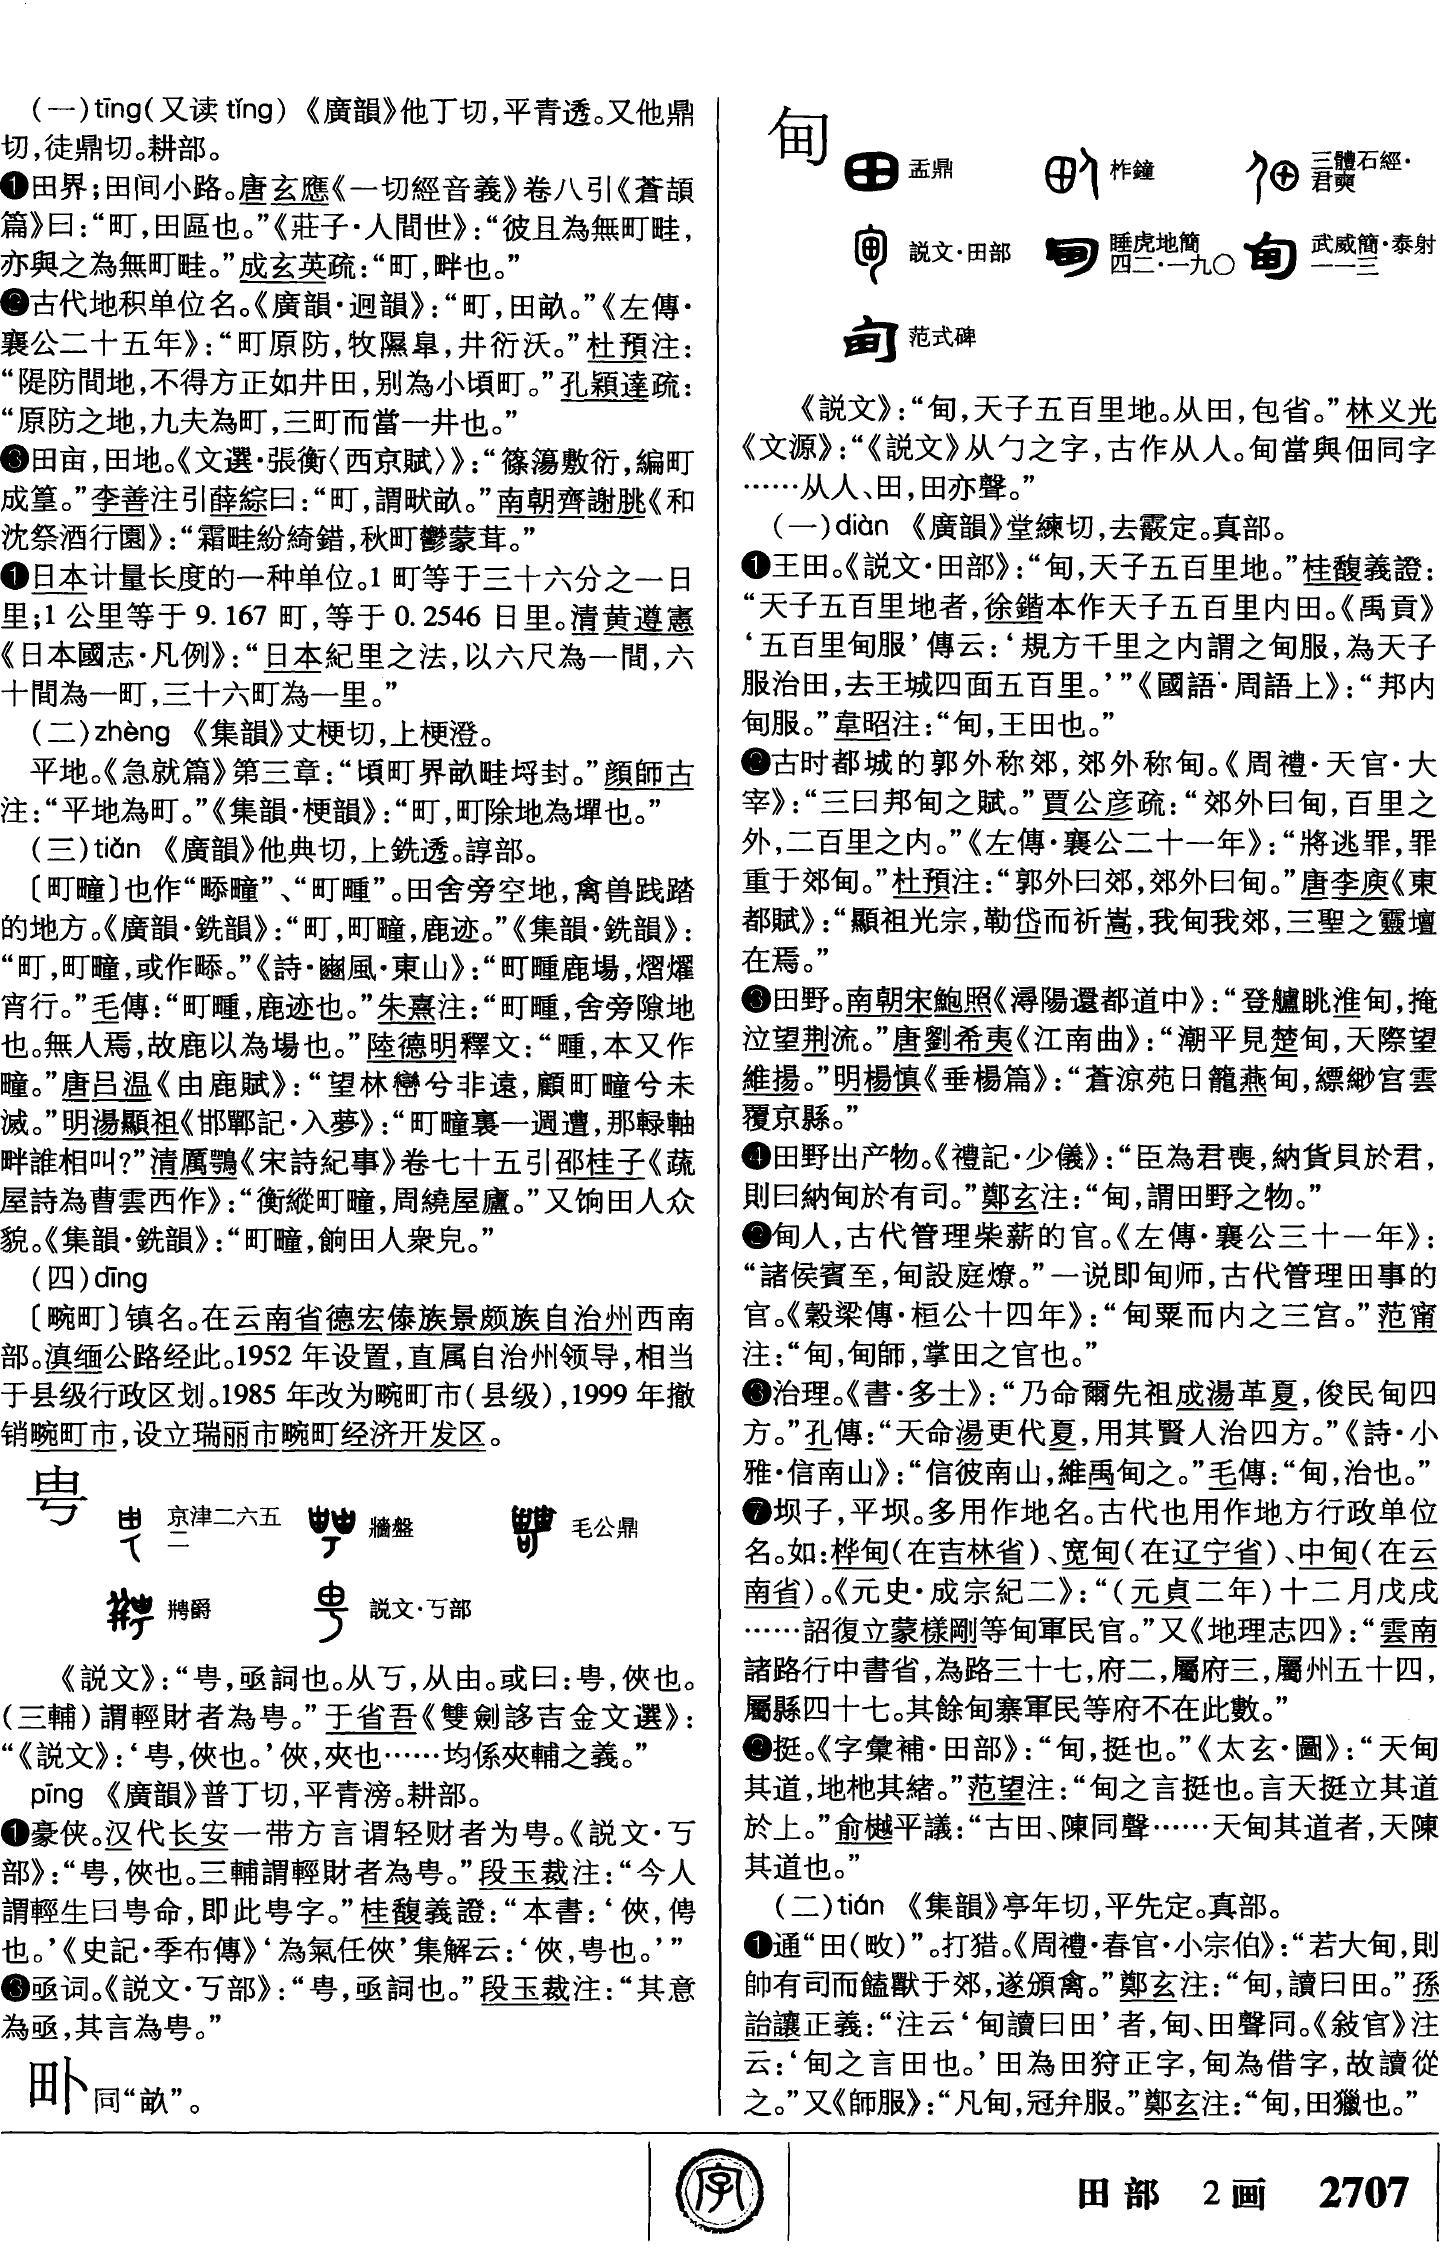 (一)tīng(又读tǐng) 《廣韻》他丁切,平青透。又他鼎
切,徒鼎切。耕部。
❶田界;田间小路。唐玄應《一切經音義》卷八引《蒼頡
篇》曰:“町,田區也。”《莊子·人間世》:“彼且為無町畦,
亦與之為無町畦。”成玄英疏:“町,畔也。”
❷古代地积单位名。《廣韻·迥韻》:“町,田畝。”《左傳·
襄公二十五年》:“町原防,牧隰皐,井衍沃。”杜預注:
“隄防間地,不得方正如井田,别為小頃町。”孔穎達疏:
“原防之地,九夫為町,三町而當一井也。”
❸田亩,田地。《文選·張衡〈西京賦〉》:“篠簜敷衍,編町
成篁。”李善注引薛綜曰:“町,謂畎畝。”南朝齊謝朓《和
沈祭酒行園》:“霜畦紛綺錯,秋町鬱蒙茸。”
❹日本计量长度的一种单位。1町等于三十六分之一日
里;1公里等于9.167町,等于0.2546日里。清黄遵憲
《日本國志·凡例》:“日本紀里之法,以六尺為一間,六
十間為一町,三十六町為一里。”
(二)zhèng 《集韻》丈梗切,上梗澄。
平地。《急就篇》第三章:“頃町界畝畦埒封。”顔師古
注:“平地為町。”《集韻·梗韻》:“町,町除地為墠也。”
(三)tiǎn 《廣韻》他典切,上銑透。諄部。
〔町疃〕也作“畽疃”、“町畽”。田舍旁空地,禽兽践踏
的地方。《廣韻·銑韻》:“町,町疃,鹿迹。”《集韻·銑韻》:
“町,町疃,或作𤱶。”《詩·豳風·東山》:“町畽鹿場,熠燿
宵行。”毛傳:“町畽,鹿迹也。”朱熹注:“町畽,舍旁隙地
也。無人焉,故鹿以為場也。”陸德明釋文:“畽,本又作
疃。”唐吕温《由鹿賦》:“望林巒兮非遠,顧町疃兮未
滅。”明湯顯祖《邯鄲記·入夢》:“町疃裏一週遭,那轆軸
畔誰相叫?”清厲鶚《宋詩紀事》卷七十五引邵桂子《疏
屋詩為曹雲西作》:“衡縱町疃,周繞屋廬。”又饷田人众
貌。《集韻·銑韻》:“町疃,餉田人衆皃。”
(四)dīng
〔畹町〕镇名。在云南省德宏傣族景颇族自治州西南
部。滇缅公路经此。1952年设置,直属自治州领导,相当
于县级行政区划。1985年改为畹町市(县级),1999年撤
销畹町市,设立瑞丽市畹町经济开发区。
甹
京津二六五二 牆盤 毛公鼎
甹爵 説文·丂部
《説文》:“甹,亟詞也。从丂,从由。或曰:甹,俠也。
(三輔)謂輕財者為甹。”于省吾《雙劍誃吉金文選》:
“《説文》:‘甹,俠也。’俠,夾也……均係夾輔之義。”
pīng 《廣韻》普丁切,平青滂。耕部。
❶豪侠。汉代长安一带方言谓轻财者为甹。《説文·丂
部》:“甹,俠也。三輔謂輕財者為甹。”段玉裁注:“今人
謂輕生曰甹命,即此甹字。”桂馥義證:“本書:‘俠,俜
也。’《史記·季布傳》‘為氣任俠’集解云:‘俠,甹也。’”
❷亟词。《説文·丂部》:“甹,亟詞也。”段玉裁注:“其意
為亟,其言為甹。”
𤰑同“畝”。
甸
盂鼎 柞鐘 三體石經·君奭
説文·田部 睡虎地簡四二·一九〇 武威簡·泰射一一三
范式碑
《説文》:“甸,天子五百里地。从田,包省。”林义光
《文源》:“《説文》从勹之字,古作从人。甸當與佃同字
……从人、田,田亦聲。”
(一)diàn 《廣韻》堂練切,去霰定。真部。
❶王田。《説文·田部》:“甸,天子五百里地。”桂馥義證:
“天子五百里地者,徐鍇本作天子五百里内田。《禹貢》
‘五百里甸服’傳云:‘規方千里之内謂之甸服,為天子
服治田,去王城四面五百里。’”《國語·周語上》:“邦内
甸服。”韋昭注:“甸,王田也。”
❷古时都城的郭外称郊,郊外称甸。《周禮·天官·大
宰》:“三曰邦甸之賦。”賈公彦疏:“郊外曰甸,百里之
外,二百里之内。”《左傳·襄公二十一年》:“將逃罪,罪
重于郊甸。”杜預注:“郭外曰郊,郊外曰甸。”唐李庾《東
都賦》:“顯祖光宗,勒岱而祈嵩,我甸我郊,三聖之靈壇
在焉。”
❸田野。南朝宋鮑照《潯陽還都道中》:“登艫眺淮甸,掩
泣望荆流。”唐劉希夷《江南曲》:“潮平見楚甸,天際望
維揚。”明楊慎《垂楊篇》:“蒼涼苑日籠燕甸,縹緲宫雲
覆京縣。”
❹田野出产物。《禮記·少儀》:“臣為君喪,納貨貝於君,
則曰納甸於有司。”鄭玄注:“甸,謂田野之物。”
❺甸人,古代管理柴薪的官。《左傳·襄公三十一年》:
“諸侯賓至,甸設庭燎。”一说即甸师,古代管理田事的
官。《穀梁傳·桓公十四年》:“甸粟而内之三宫。”范甯
注:“甸,甸師,掌田之官也。”
❻治理。《書·多士》:“乃命爾先祖成湯革夏,俊民甸四
方。”孔傳:“天命湯更代夏,用其賢人治四方。”《詩·小
雅·信南山》:“信彼南山,維禹甸之。”毛傳:“甸,治也。”
❼坝子,平坝。多用作地名。古代也用作地方行政单位
名。如:桦甸(在吉林省)、宽甸(在辽宁省)、中甸(在云
南省)。《元史·成宗紀二》:“(元貞二年)十二月戊戌
……詔復立蒙樣剛等甸軍民官。”又《地理志四》:“雲南
諸路行中書省,為路三十七,府二,屬府三,屬州五十四,
屬縣四十七。其餘甸寨軍民等府不在此數。”
❽挺。《字彙補·田部》:“甸,挺也。”《太玄·圖》:“天甸
其道,地杝其緒。”范望注:“甸之言挺也。言天挺立其道
於上。”俞樾平議:“古田、陳同聲……天甸其道者,天陳
其道也。”
(二)tián 《集韻》亭年切,平先定。真部。
❶通“田(畋)”。打猎。《周禮·春官·小宗伯》:“若大甸,則
帥有司而饁獸于郊,遂頒禽。”鄭玄注:“甸,讀曰田。”孫
詒讓正義:“注云‘甸讀曰田’者,甸、田聲同。《敍官》注
云:‘甸之言田也。’田為田狩正字,甸為借字,故讀從
之。”又《師服》:“凡甸,冠弁服。”鄭玄注:“甸,田獵也。”
字
田部 2画 2707